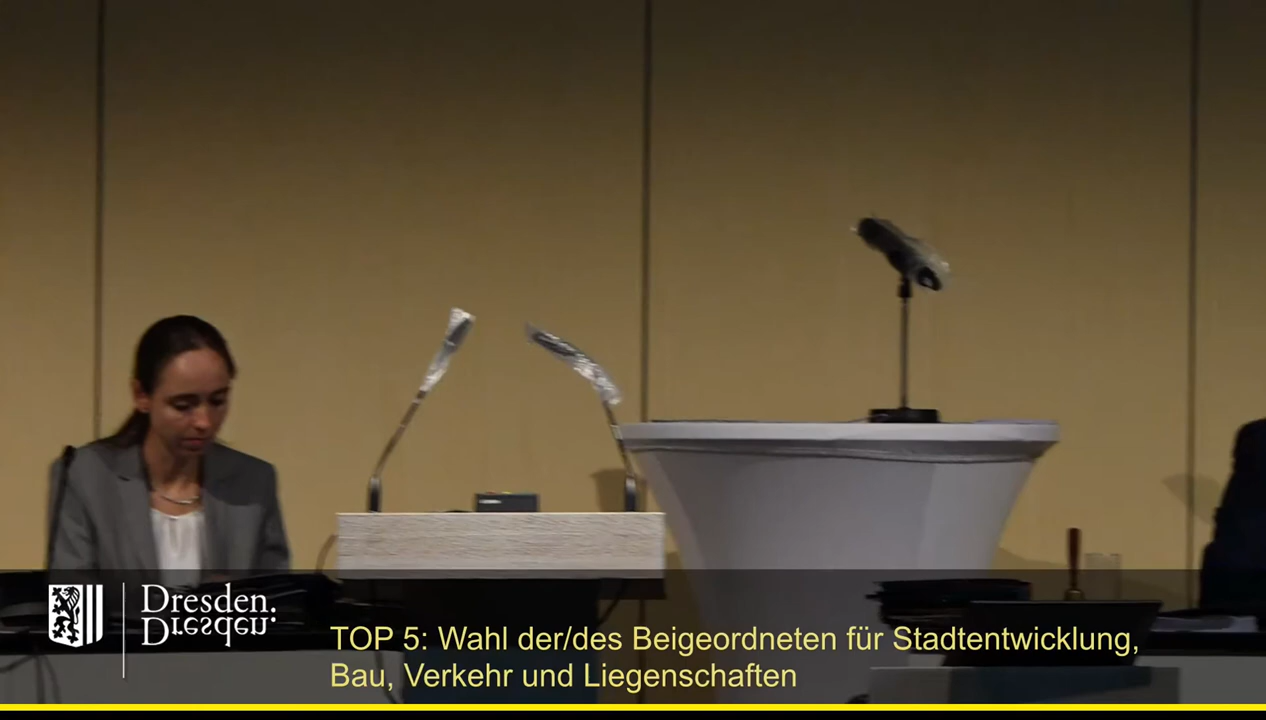 Dresden.
Dresden.
TOP 5: Wahl der/des Beigeordneten für Stadtentwicklung,
Bau, Verkehr und Liegenschaften